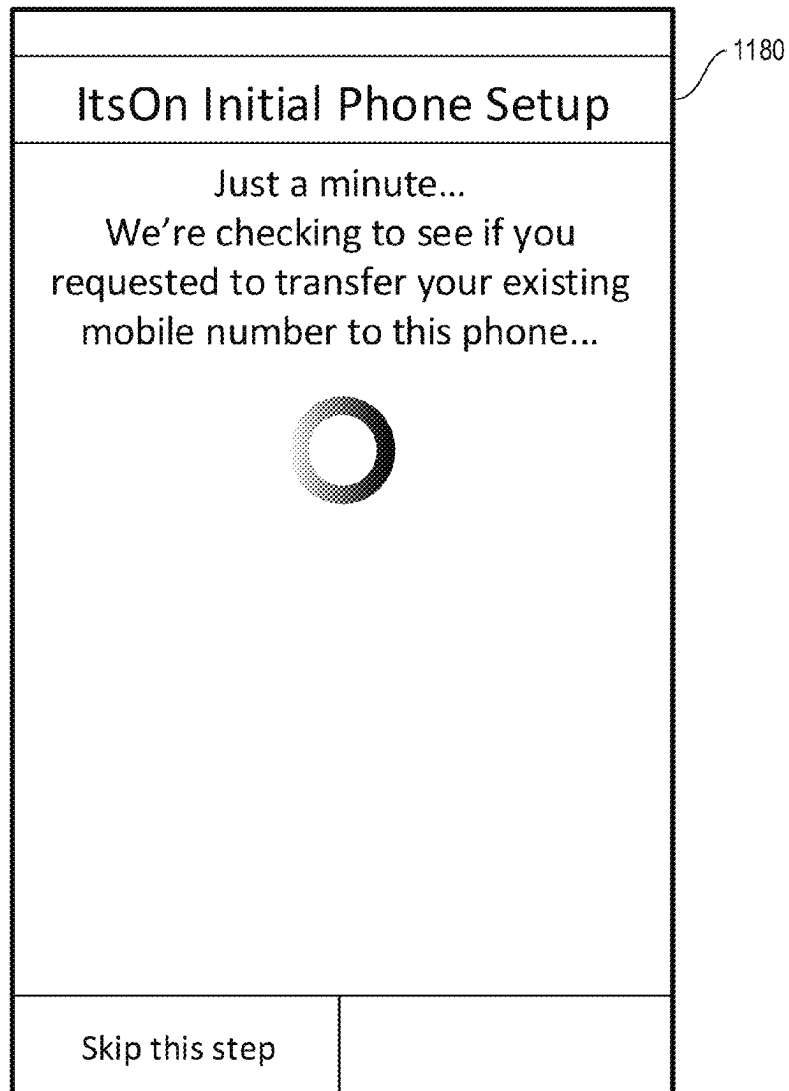 1180
ItsOn Initial Phone Setup
Just a minute...
We're checking to see if you
requested to transfer your existing
mobile number to this phone...
Skip this step